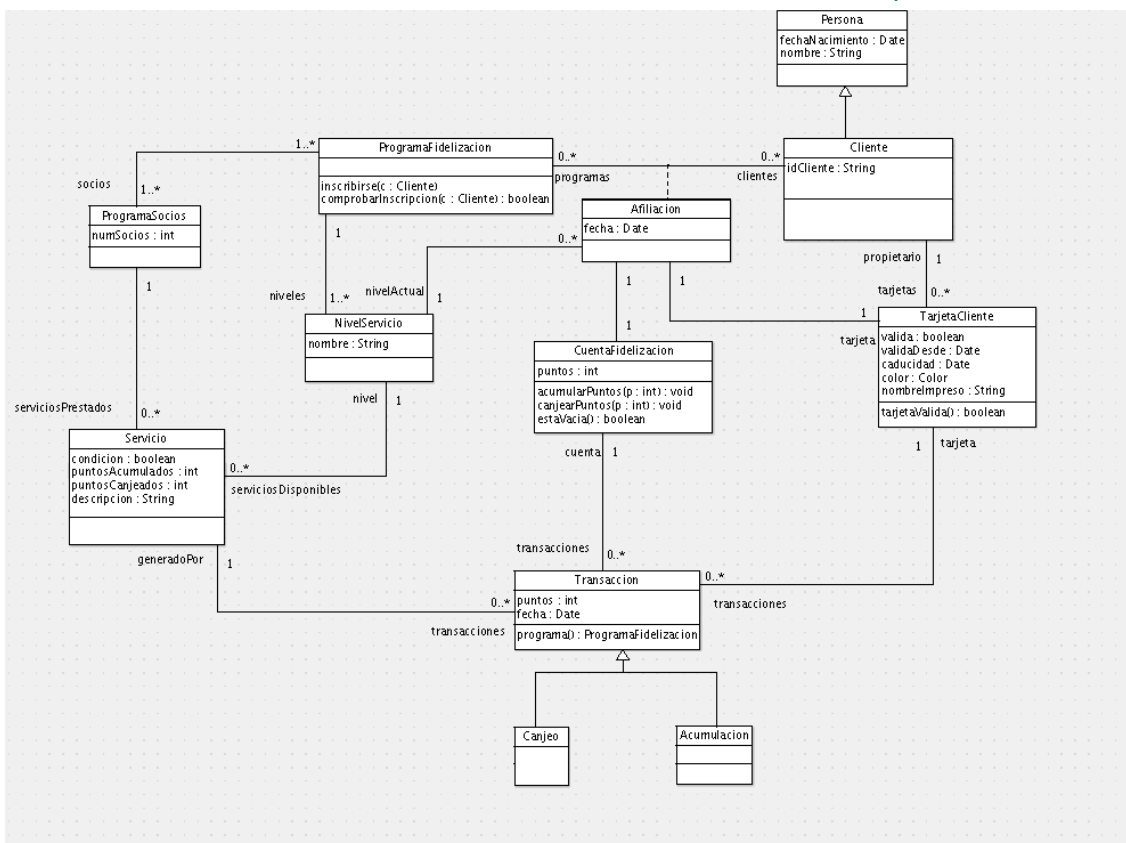 Persona
fechaNacimiento : Date
nombre : String
1..*
ProgramaFidelizacion
inscribirse(c : Cliente)
comprobarInscripcion(c : Cliente) : boolean
0..*
programas
0..*
clientes
Cliente
idCliente : String
socios
1..*
ProgramaSocios
numSocios : int
Afiliacion
fecha : Date
0..*
1
1
propietario
1
niveles
1..*
nivelActual
1
1
1
tarjetas
0..*
1
NivelServicio
nombre : String
1
1
tarjeta
TarjetaCliente
valida : boolean
validaDesde : Date
caducidad : Date
color : Color
nombreImpreso : String
tarjetaValida() : boolean
CuentaFidelizacion
puntos : int
acumularPuntos(p : int) : void
canjearPuntos(p : int) : void
estaVacia() : boolean
nivel
1
serviciosPrestados
0..*
Servicio
condicion : boolean
puntosAcumulados : int
puntosCanjeados : int
descripcion : String
0..*
serviciosDisponibles
cuenta
1
1
tarjeta
generadoPor
1
transacciones
0..*
0..*
transacciones
0..*
transacciones
Transaccion
puntos : int
fecha : Date
programa() : ProgramaFidelizacion
Canjeo
Acumulacion